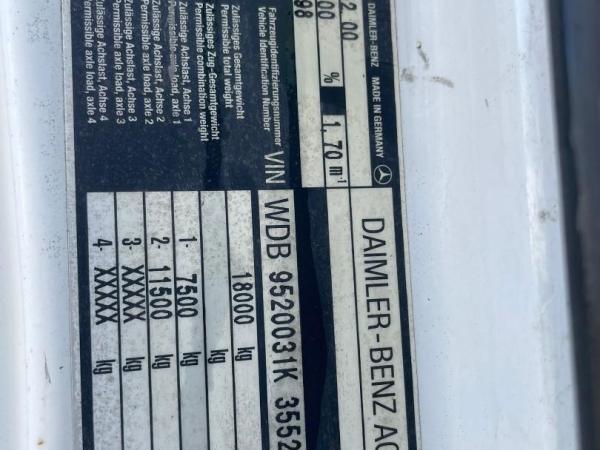 DAIMLER-BENZ MADE IN GERMANY
DAIMLER-BENZ AG
2.00
00 % 1.70 m-1
98
Fahrzeugidentifizierungsnummer
Vehicle Identification Number VIN WDB 9520031K 3552
Zulässiges Gesamtgewicht
Permissible total weight 18000 kg
Zulässiges Zug-Gesamtgewicht
Permissible combination weight kg
Zulässige Achslast, Achse 1
Permissible axle load, axle 1 1- 7500 kg
Zulässige Achslast, Achse 2
Permissible axle load, axle 2 2- 11500 kg
Zulässige Achslast, Achse 3
Permissible axle load, axle 3 3- XXXXX kg
Zulässige Achslast, Achse 4
Permissible axle load, axle 4 4- XXXXX kg